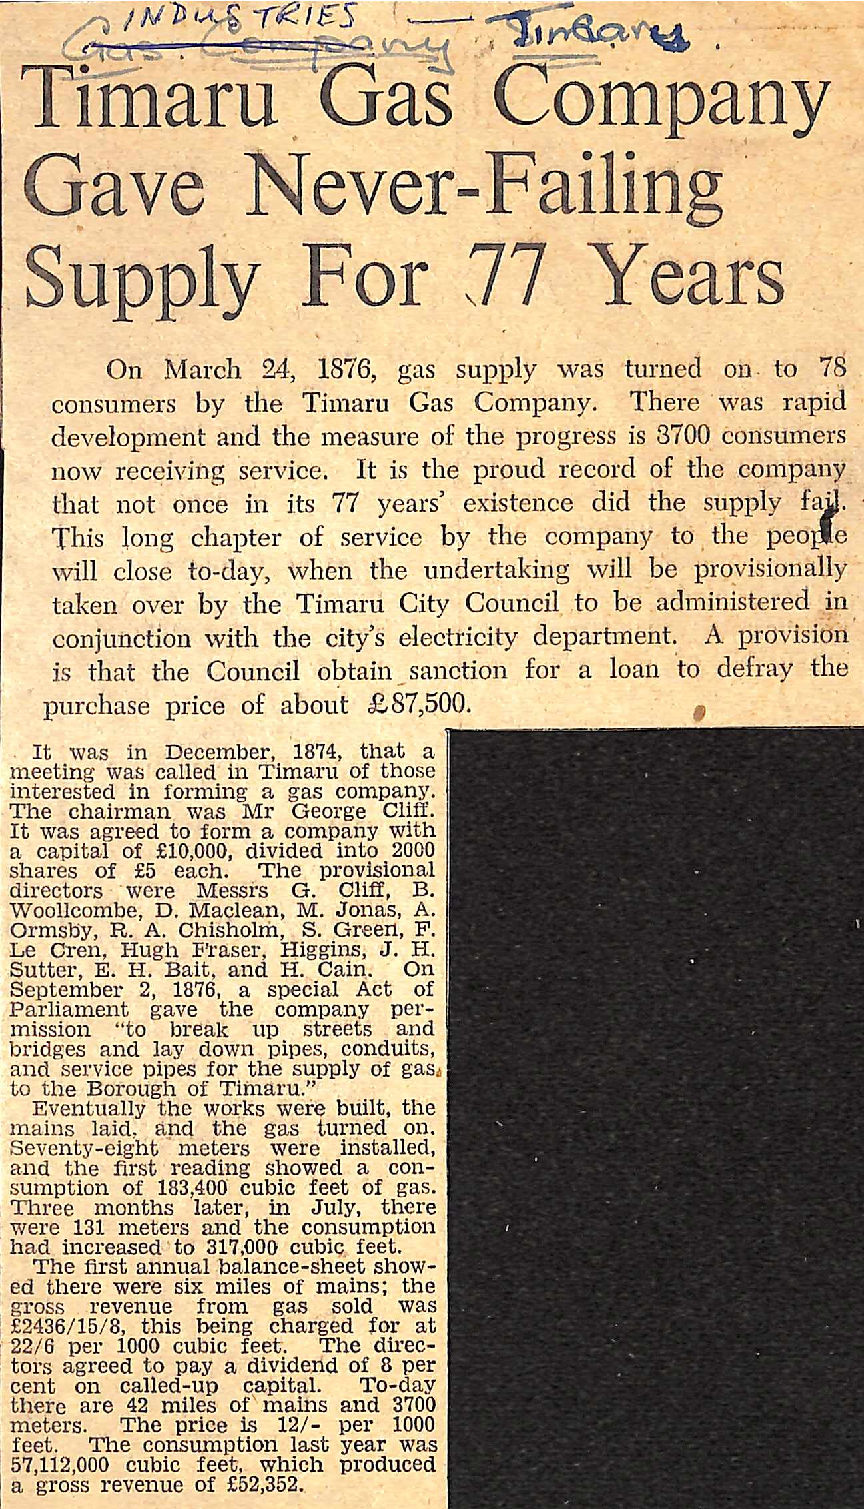 INDUSTRIES — Timaru.
Gas Company
Timaru Gas Company
Gave Never-Failing
Supply For 77 Years
On March 24, 1876, gas supply was turned on to 78
consumers by the Timaru Gas Company. There was rapid
development and the measure of the progress is 3700 consumers
now receiving service. It is the proud record of the company
that not once in its 77 years' existence did the supply fail.
This long chapter of service by the company to the people
will close to-day, when the undertaking will be provisionally
taken over by the Timaru City Council to be administered in
conjunction with the city's electricity department. A provision
is that the Council obtain sanction for a loan to defray the
purchase price of about £87,500.
It was in December, 1874, that a
meeting was called in Timaru of those
interested in forming a gas company.
The chairman was Mr George Cliff.
It was agreed to form a company with
a capital of £10,000, divided into 2000
shares of £5 each. The provisional
directors were Messrs G. Cliff, B.
Woollcombe, D. Maclean, M. Jonas, A.
Ormsby, R. A. Chisholm, S. Green, F.
Le Cren, Hugh Fraser, Higgins, J. H.
Sutter, E. H. Bait, and H. Cain. On
September 2, 1876, a special Act of
Parliament gave the company per-
mission "to break up streets and
bridges and lay down pipes, conduits,
and service pipes for the supply of gas
to the Borough of Timaru."
Eventually the works were built, the
mains laid, and the gas turned on.
Seventy-eight meters were installed,
and the first reading showed a con-
sumption of 183,400 cubic feet of gas.
Three months later, in July, there
were 131 meters and the consumption
had increased to 317,000 cubic feet.
The first annual balance-sheet show-
ed there were six miles of mains; the
gross revenue from gas sold was
£2436/15/8, this being charged for at
22/6 per 1000 cubic feet. The direc-
tors agreed to pay a dividend of 8 per
cent on called-up capital. To-day
there are 42 miles of mains and 3700
meters. The price is 12/- per 1000
feet. The consumption last year was
57,112,000 cubic feet, which produced
a gross revenue of £52,352.